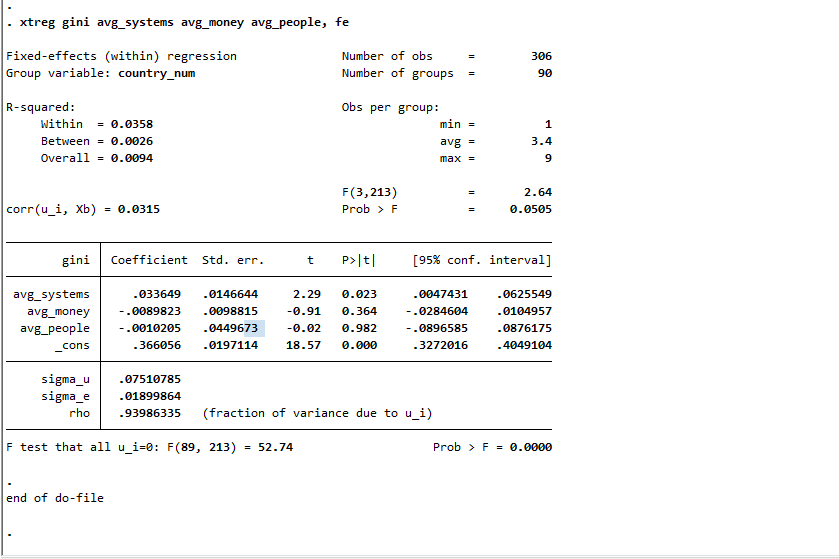 .
. xtreg gini avg_systems avg_money avg_people, fe
Fixed-effects (within) regression Number of obs = 306
Group variable: country_num Number of groups = 90
R-squared: Obs per group:
Within = 0.0358 min = 1
Between = 0.0026 avg = 3.4
Overall = 0.0094 max = 9
F(3,213) = 2.64
corr(u_i, Xb) = 0.0315 Prob > F = 0.0505
gini Coefficient Std. err. t P>|t| [95% conf. interval]
avg_systems .033649 .0146644 2.29 0.023 .0047431 .0625549
avg_money -.0089823 .0098815 -0.91 0.364 -.0284604 .0104957
avg_people -.0010205 .0449673 -0.02 0.982 -.0896585 .0876175
_cons .366056 .0197114 18.57 0.000 .3272016 .4049104
sigma_u .07510785
sigma_e .01899864
rho .93986335 (fraction of variance due to u_i)
F test that all u_i=0: F(89, 213) = 52.74 Prob > F = 0.0000
.
end of do-file
.